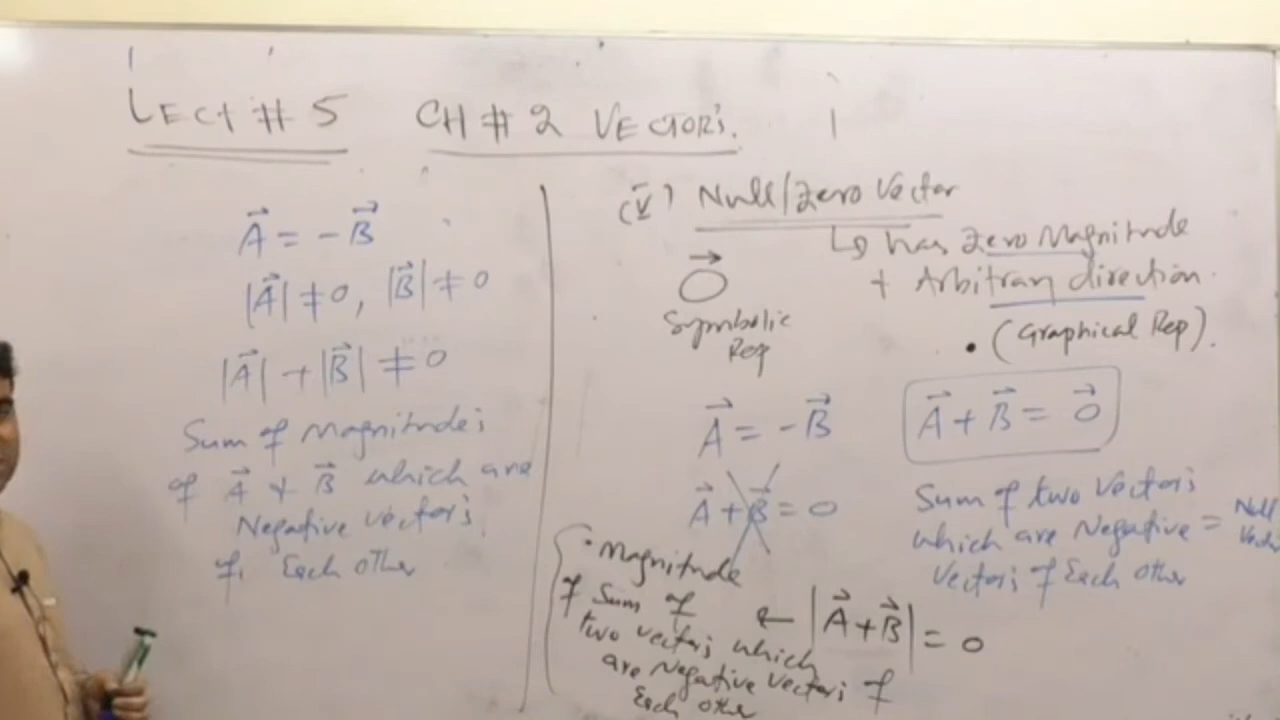 LECT # 5 CH # 2 VECTORS.
A⃗ = -B⃗
|A⃗| ≠ 0, |B⃗| ≠ 0
|A⃗| + |B⃗| ≠ 0
Sum of Magnitudes
of A⃗ & B⃗ which are
Negative vectors
of Each other
(v) Null/Zero Vector
↳ has Zero Magnitude
+ Arbitrary direction.
O⃗
Symbolic
Rep
• (Graphical Rep).
A⃗ = -B⃗
A⃗ + B⃗ = 0
A⃗ + B⃗ = O⃗
Sum of two Vectors
which are Negative = Null
Vectors of Each other Vector
|A⃗ + B⃗| = 0
←
• Magnitude
of Sum of
two vectors which
are Negative Vectors of
Each other